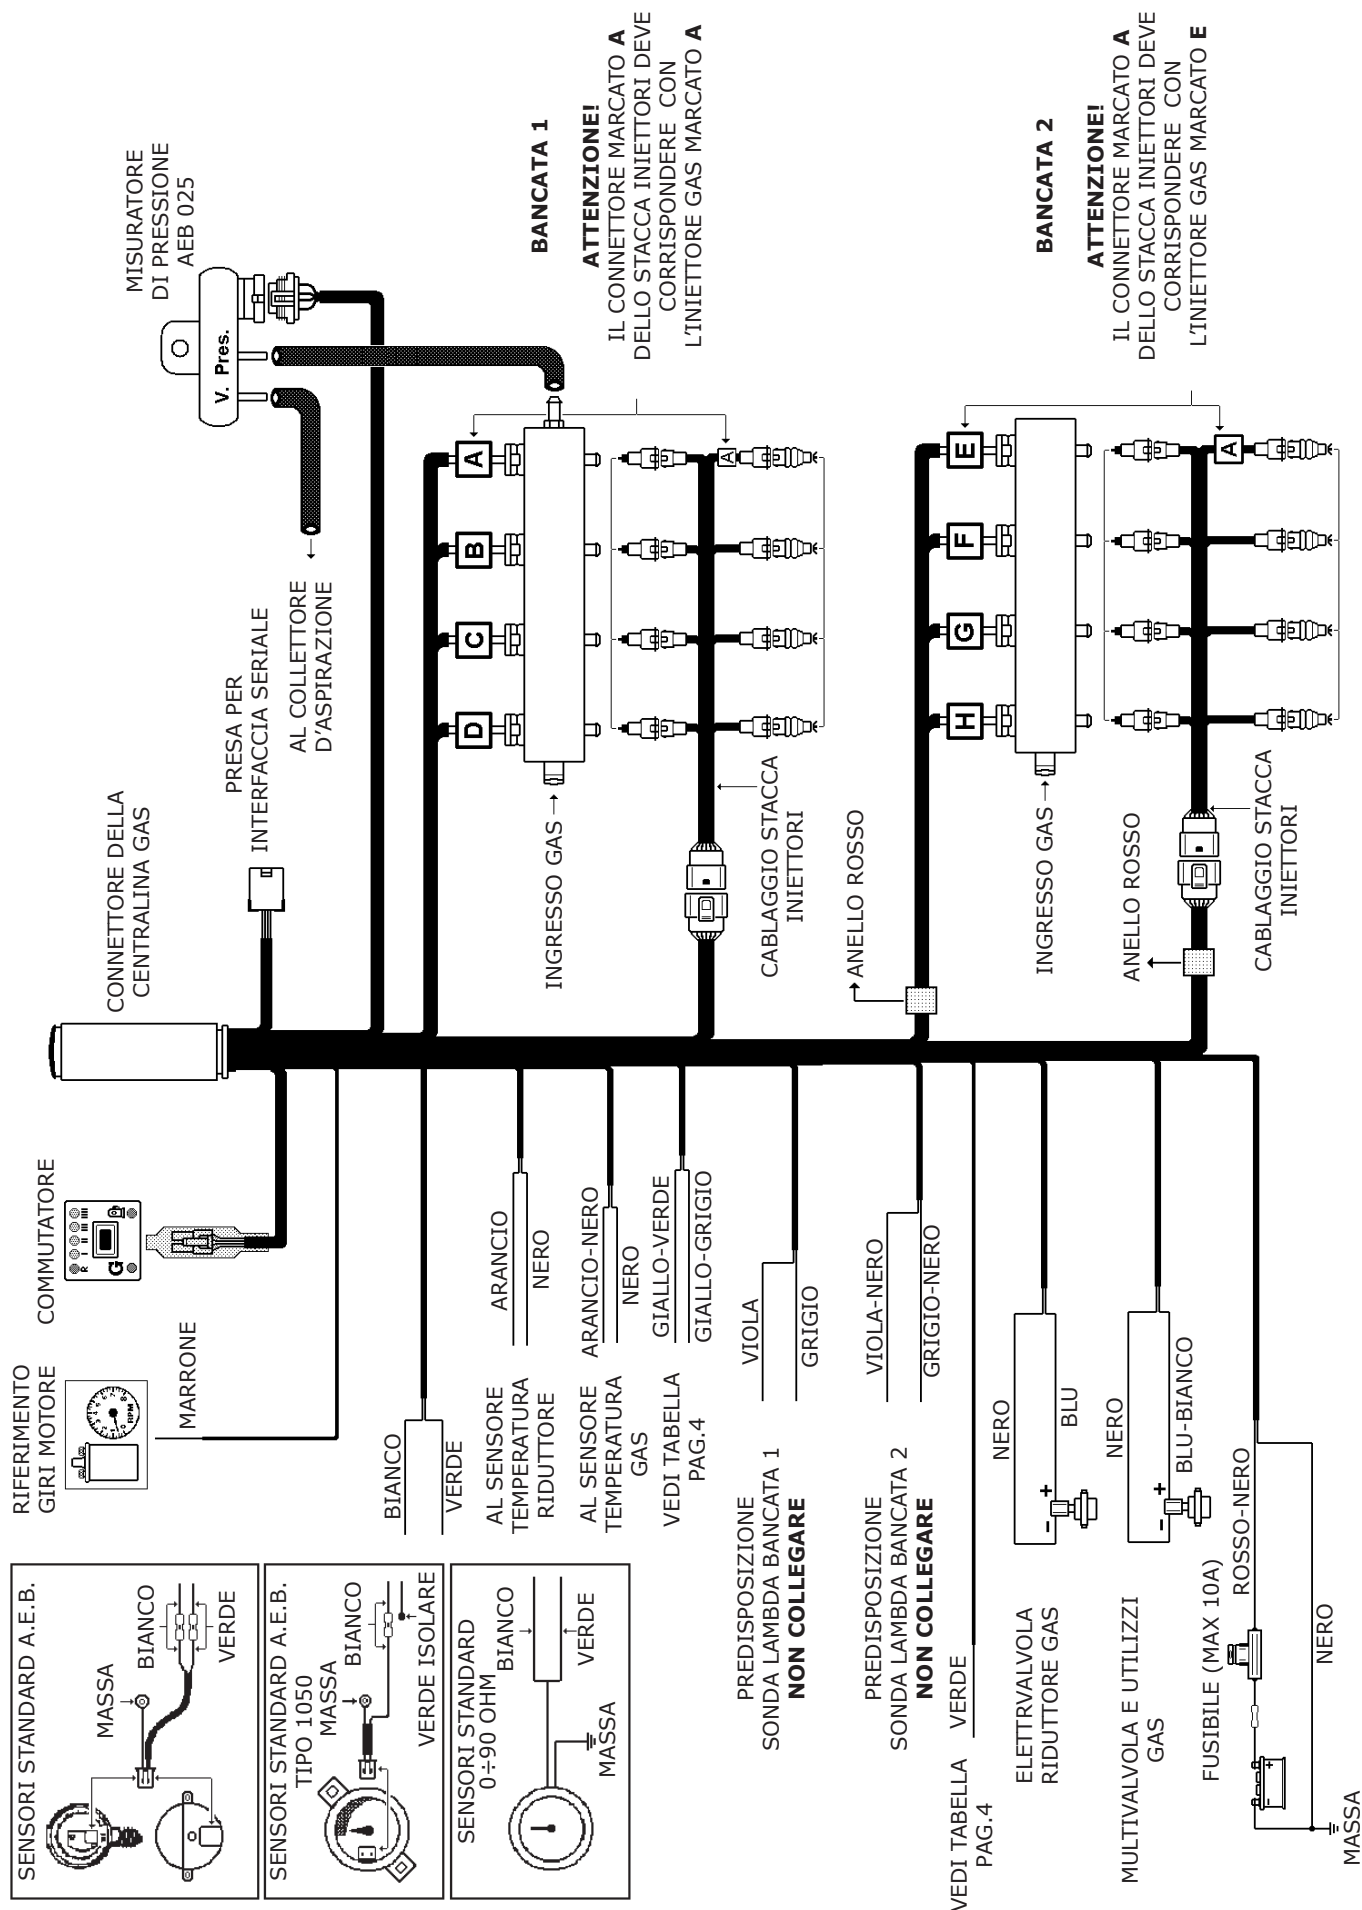 SENSORI STANDARD A.E.B.
MASSA
BIANCO
VERDE
SENSORI STANDARD A.E.B.
TIPO 1050
MASSA
BIANCO
VERDE ISOLARE
SENSORI STANDARD
0÷90 OHM
BIANCO
VERDE
MASSA
RIFERIMENTO
GIRI MOTORE
RPM
MARRONE
COMMUTATORE
R I II III IIII
G
CONNETTORE DELLA
CENTRALINA GAS
PRESA PER
INTERFACCIA SERIALE
AL COLLETTORE
D'ASPIRAZIONE
MISURATORE
DI PRESSIONE
AEB 025
V. Pres.
BIANCO
VERDE
AL SENSORE
TEMPERATURA
RIDUTTORE
ARANCIO
NERO
AL SENSORE
TEMPERATURA
GAS
ARANCIO-NERO
NERO
VEDI TABELLA
PAG.4
GIALLO-VERDE
GIALLO-GRIGIO
PREDISPOSIZIONE
SONDA LAMBDA BANCATA 1
NON COLLEGARE
VIOLA
GRIGIO
PREDISPOSIZIONE
SONDA LAMBDA BANCATA 2
NON COLLEGARE
VIOLA-NERO
GRIGIO-NERO
VEDI TABELLA
PAG.4
VERDE
ELETTRVALVOLA
RIDUTTORE GAS
NERO
BLU
− +
MULTIVALVOLA E UTILIZZI
GAS
NERO
BLU-BIANCO
− +
FUSIBILE (MAX 10A)
ROSSO-NERO
NERO
− +
MASSA
D C B A
INGRESSO GAS
A
CABLAGGIO STACCA
INIETTORI
BANCATA 1
ATTENZIONE!
IL CONNETTORE MARCATO A
DELLO STACCA INIETTORI DEVE
CORRISPONDERE CON
L'INIETTORE GAS MARCATO A
ANELLO ROSSO
H G F E
INGRESSO GAS
A
ANELLO ROSSO
CABLAGGIO STACCA
INIETTORI
BANCATA 2
ATTENZIONE!
IL CONNETTORE MARCATO A
DELLO STACCA INIETTORI DEVE
CORRISPONDERE CON
L'INIETTORE GAS MARCATO E